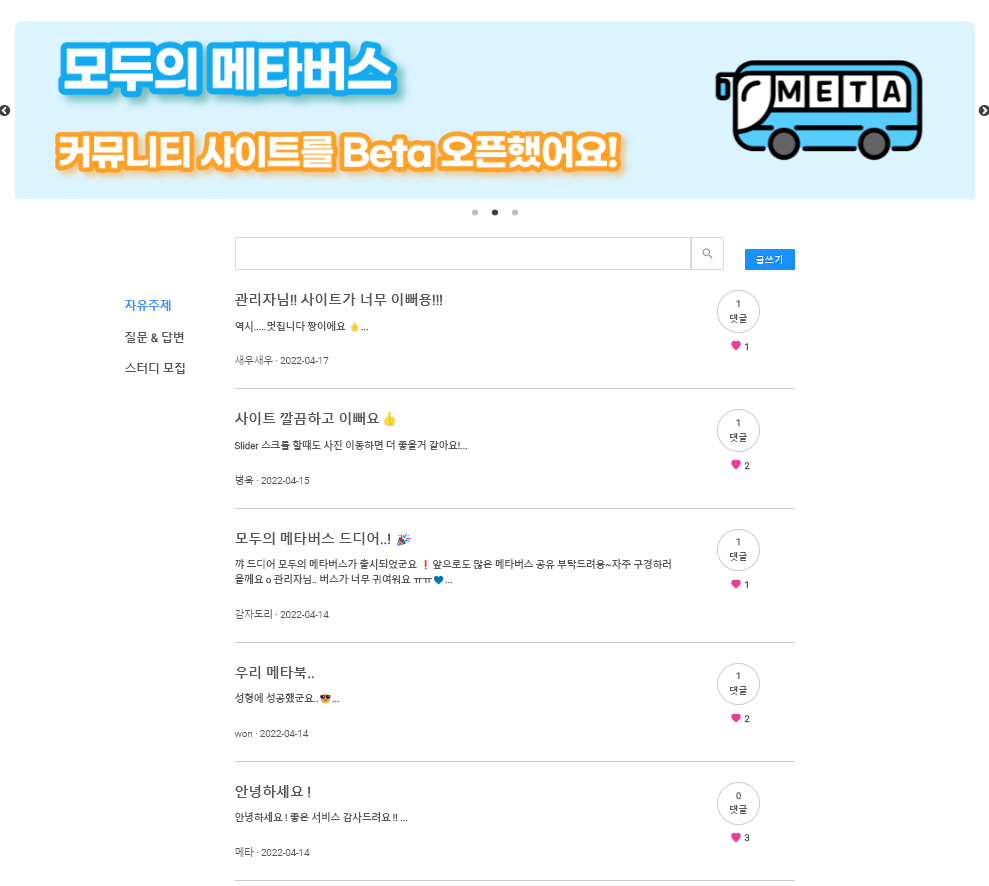 모두의 메타버스
커뮤니티 사이트를 Beta 오픈했어요!
META
글쓰기
자유주제
질문 & 답변
스터디 모집
관리자님!! 사이트가 너무 이뻐용!!!
역시.....멋집니다 짱이에요 👍...
새우새우 · 2022-04-17
1
댓글
1
사이트 깔끔하고 이뻐요👍
Slider 스크롤 할때도 사진 이동하면 더 좋을거 같아요!...
병욱 · 2022-04-15
1
댓글
2
모두의 메타버스 드디어..! 🎉
꺄 드디어 모두의 메타버스가 출시되었군요 ❗ 앞으로도 많은 메타버스 공유 부탁드려용~자주 구경하러
올께요 o 관리자님.. 버스가 너무 귀여워요 ㅠㅠ💙...
감자도리 · 2022-04-14
1
댓글
1
우리 메타북..
성형에 성공했군요..😎...
won · 2022-04-14
1
댓글
2
안녕하세요 !
안녕하세요 ! 좋은 서비스 감사드려요 !! ...
메타 · 2022-04-14
0
댓글
3